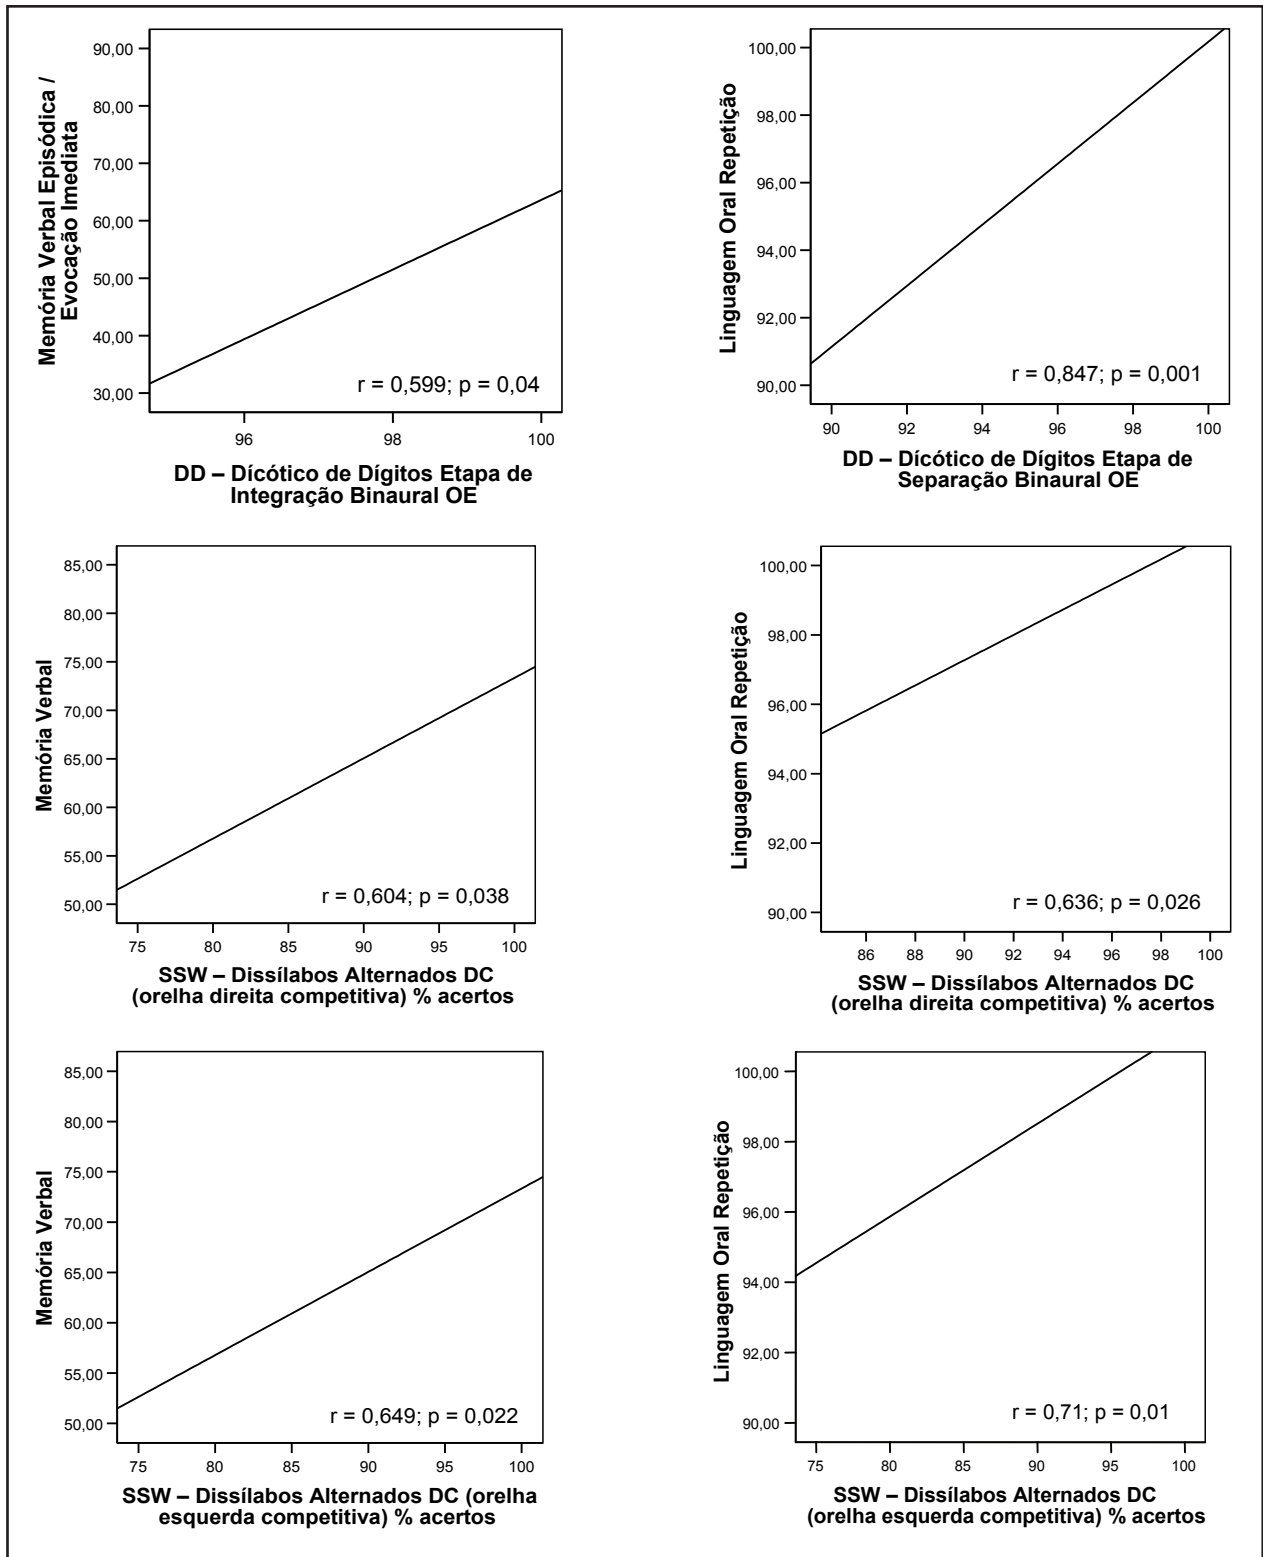 Memória Verbal Episódica /
Evocação Imediata
90,00
80,00
70,00
60,00
50,00
40,00
30,00
r = 0,599; p = 0,04
96 98 100
DD – Dícótico de Dígitos Etapa de
Integração Binaural OE
Linguagem Oral Repetição
100,00
98,00
96,00
94,00
92,00
90,00
r = 0,847; p = 0,001
90 92 94 96 98 100
DD – Dícótico de Dígitos Etapa de
Separação Binaural OE
Memória Verbal
85,00
80,00
75,00
70,00
65,00
60,00
55,00
50,00
r = 0,604; p = 0,038
75 80 85 90 95 100
SSW – Dissílabos Alternados DC
(orelha direita competitiva) % acertos
Linguagem Oral Repetição
100,00
98,00
96,00
94,00
92,00
90,00
r = 0,636; p = 0,026
86 88 90 92 94 96 98 100
SSW – Dissílabos Alternados DC
(orelha direita competitiva) % acertos
Memória Verbal
85,00
80,00
75,00
70,00
65,00
60,00
55,00
50,00
r = 0,649; p = 0,022
75 80 85 90 95 100
SSW – Dissílabos Alternados DC (orelha
esquerda competitiva) % acertos
Linguagem Oral Repetição
100,00
98,00
96,00
94,00
92,00
90,00
r = 0,71; p = 0,01
75 80 85 90 95 100
SSW – Dissílabos Alternados DC
(orelha esquerda competitiva) % acertos